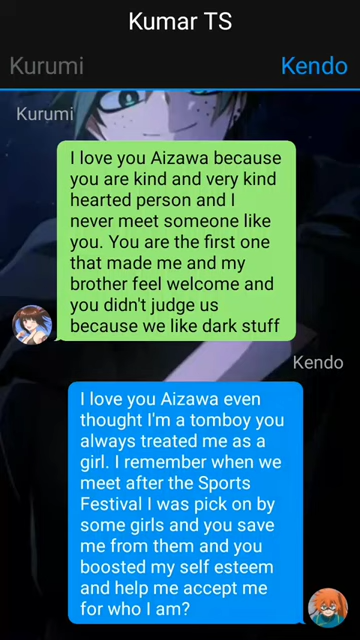 Kumar TS
Kurumi
Kendo
Kurumi
I love you Aizawa because
you are kind and very kind
hearted person and I
never meet someone like
you. You are the first one
that made me and my
brother feel welcome and
you didn't judge us
because we like dark stuff
Kendo
I love you Aizawa even
thought I'm a tomboy you
always treated me as a
girl. I remember when we
meet after the Sports
Festival I was pick on by
some girls and you save
me from them and you
boosted my self esteem
and help me accept me
for who I am?